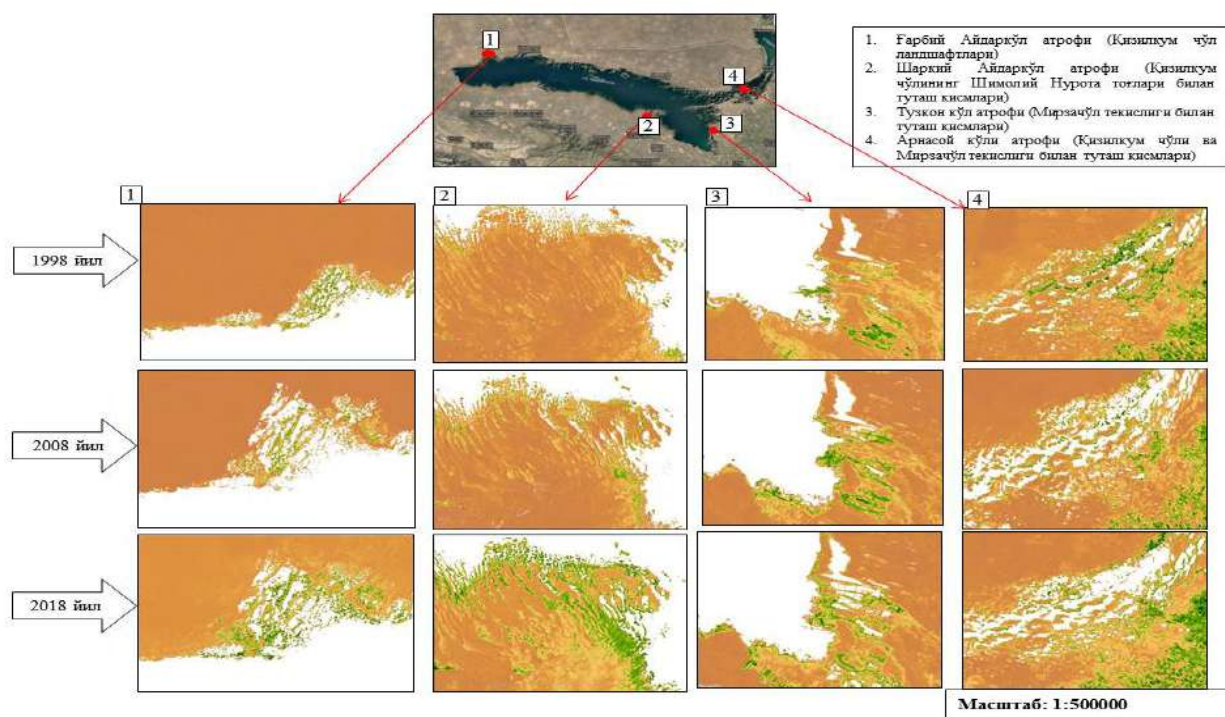 1
2
3
4
1. Ғарбий Айдаркўл атрофи (Қизилкум чўл
ландшафтлари)
2. Шаркий Айдаркўл атрофи (Қизилкум
чўлининг Шимолий Нурота тоғлари билан
туташ қисмлари)
3. Тузкон кўл атрофи (Мирзачўл текислиги билан
туташ қисмлари)
4. Арнасой кўли атрофи (Қизилкум чўли ва
Мирзачўл текислиги билан туташ қисмлари)
1
2
3
4
1998 йил
2008 йил
2018 йил
Масштаб: 1:500000